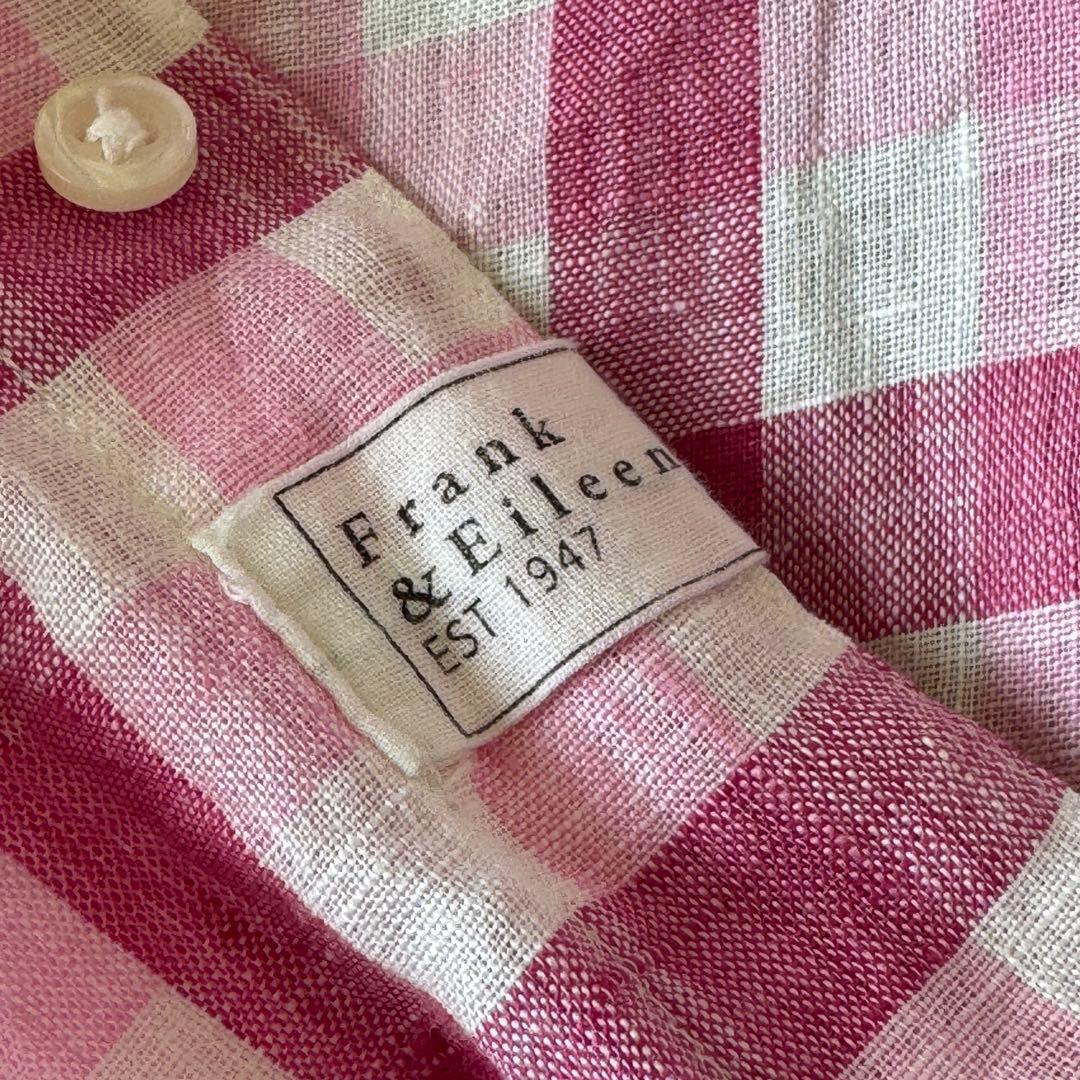 Frank
& Eileen
EST 1947